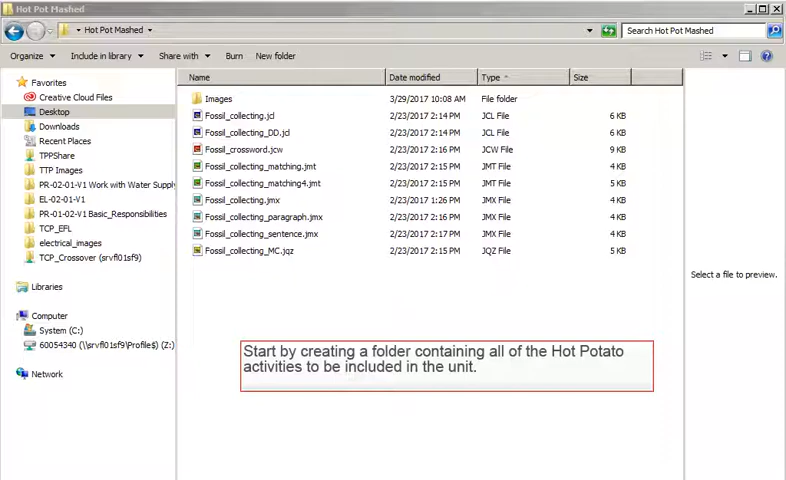 Hot Pot Mashed
Hot Pot Mashed
Search Hot Pot Mashed
Organize Include in library Share with Burn New folder
Name Date modified Type Size
Favorites
Creative Cloud Files
Desktop
Downloads
Recent Places
TPPShare
TTP Images
PR-02-01-V1 Work with Water Supply
EL-02-01-V1
PR-01-02-V1 Basic_Responsibilities
TCP_EFL
electrical_images
TCP_Crossover (srvfl01sf9)
Libraries
Computer
System (C:)
60054340 (\\srvfl01sf9\Profile$) (Z:)
Network
Images 3/29/2017 10:08 AM File folder
Fossil_collecting.jcl 2/23/2017 2:14 PM JCL File 6 KB
Fossil_collecting_DD.jcl 2/23/2017 2:14 PM JCL File 6 KB
Fossil_crossword.jcw 2/23/2017 2:16 PM JCW File 9 KB
Fossil_collecting_matching.jmt 2/23/2017 2:15 PM JMT File 4 KB
Fossil_collecting_matching4.jmt 2/23/2017 2:15 PM JMT File 5 KB
Fossil_collecting.jmx 2/23/2017 1:26 PM JMX File 4 KB
Fossil_collecting_paragraph.jmx 2/23/2017 2:17 PM JMX File 4 KB
Fossil_collecting_sentence.jmx 2/23/2017 2:17 PM JMX File 4 KB
Fossil_collecting_MC.jqz 2/23/2017 2:15 PM JQZ File 5 KB
Select a file to preview.
Start by creating a folder containing all of the Hot Potato
activities to be included in the unit.